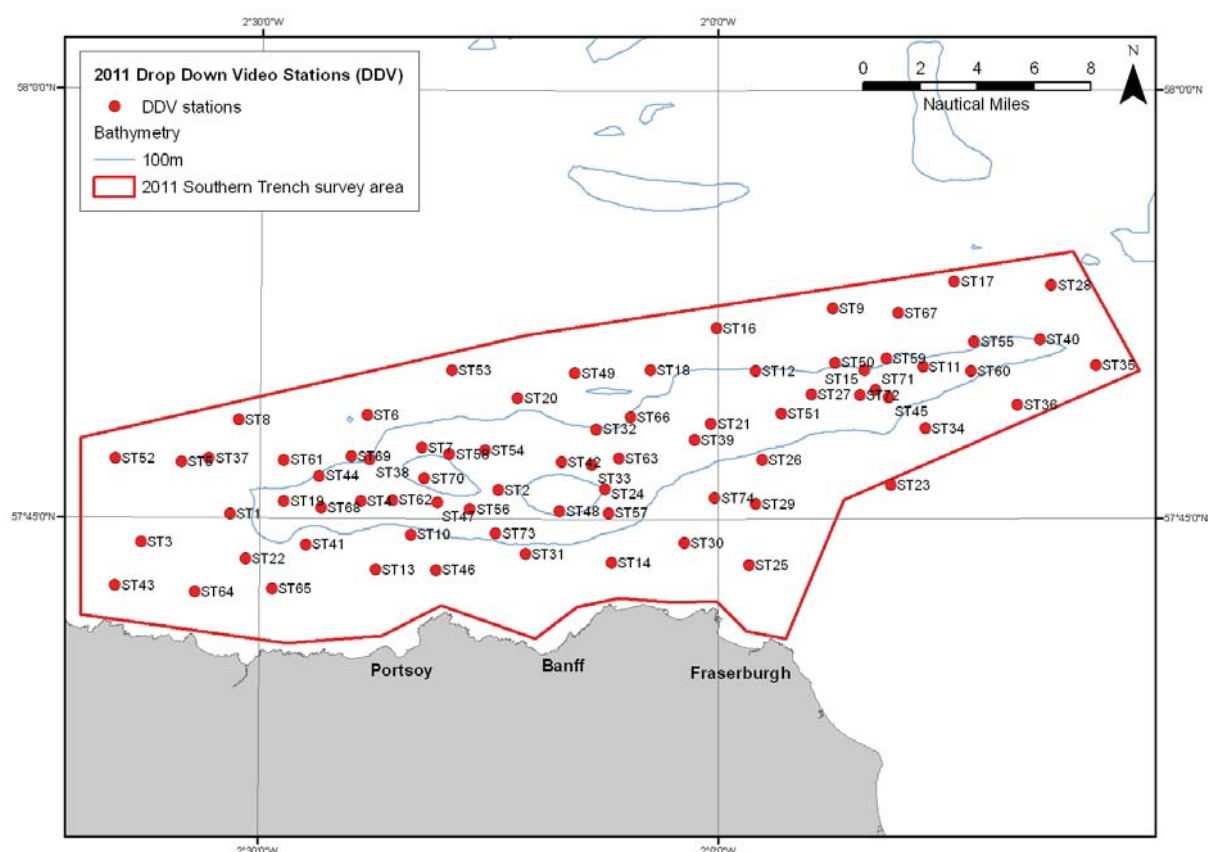 2°30'0"W
2°0'0"W
2011 Drop Down Video Stations (DDV)
DDV stations
Bathymetry
100m
2011 Southern Trench survey area
0 2 4 6 8
Nautical Miles
N
58°0'0"N
58°0'0"N
ST17
ST28
ST9
ST67
ST16
ST55
ST40
ST50
ST59
ST53
ST49
ST18
ST12
ST15
ST11
ST60
ST35
ST71
ST20
ST27
ST72
ST45
ST36
ST8
ST6
ST66
ST51
ST32
ST21
ST34
ST39
ST52
ST5
ST37
ST61
ST69
ST38
ST7
ST58
ST54
ST42
ST33
ST63
ST26
ST44
ST70
ST23
ST2
ST24
ST19
ST68
ST4
ST62
ST47
ST56
ST48
ST57
ST74
ST29
57°45'0"N
57°45'0"N
ST1
ST3
ST22
ST41
ST10
ST73
ST31
ST30
ST43
ST64
ST65
ST13
ST46
ST14
ST25
Portsoy
Banff
Fraserburgh
2°30'0"W
2°0'0"W